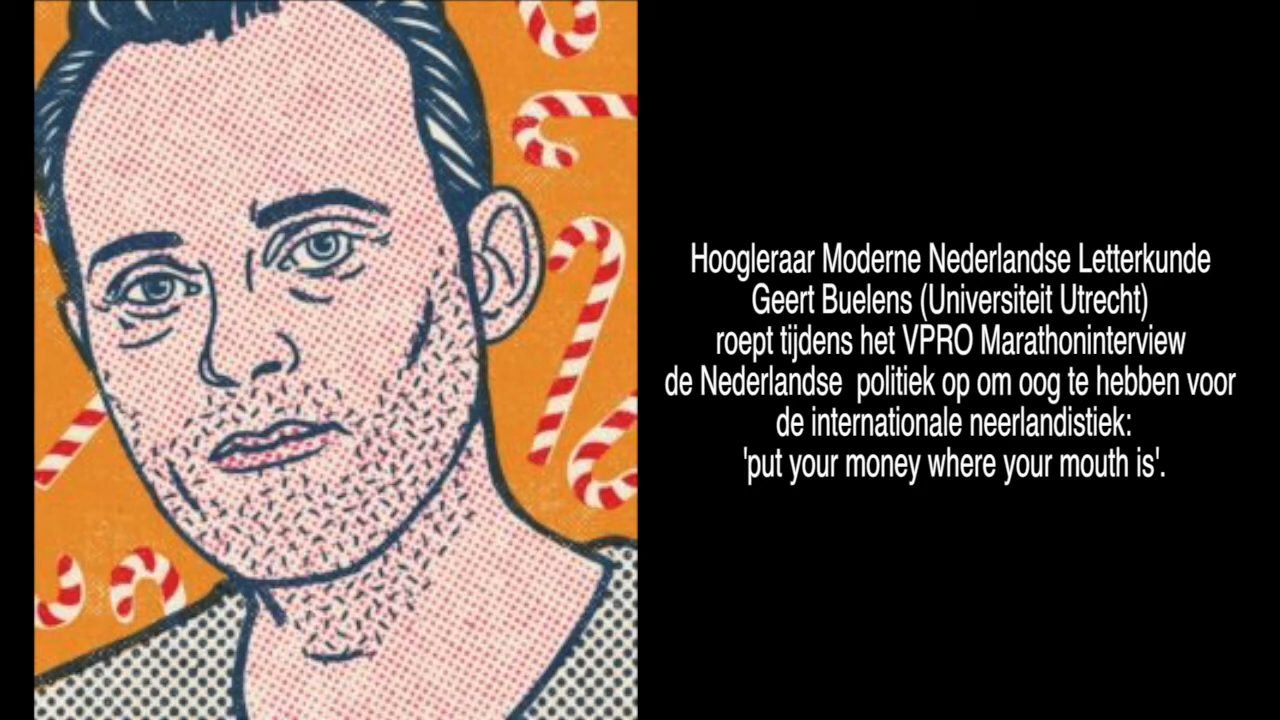 Hoogleraar Moderne Nederlandse Letterkunde
Geert Buelens (Universiteit Utrecht)
roept tijdens het VPRO Marathoninterview
de Nederlandse  politiek op om oog te hebben voor
de internationale neerlandistiek:
'put your money where your mouth is'.